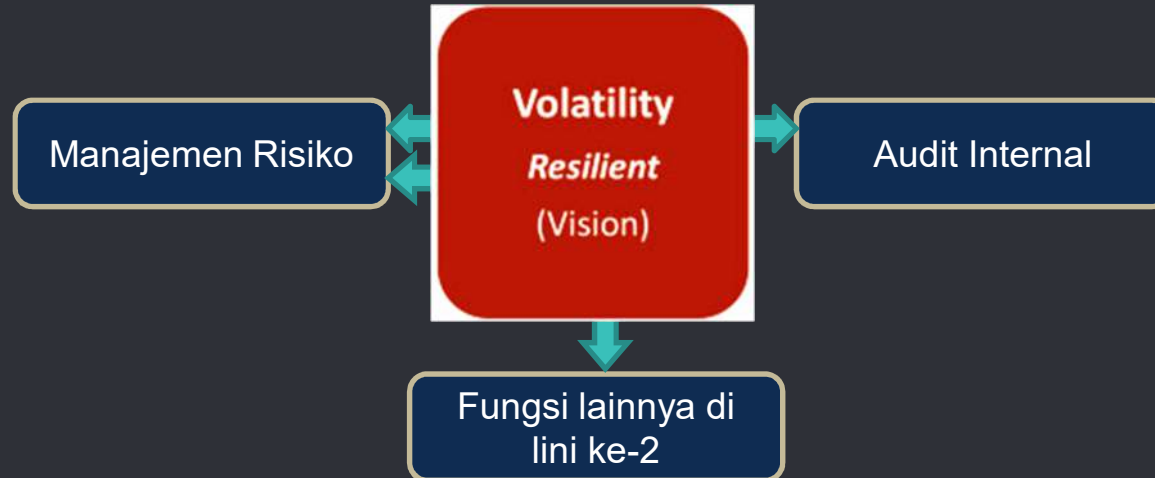 Volatility
Resilient
(Vision)
Manajemen Risiko
Audit Internal
Fungsi lainnya di
lini ke-2